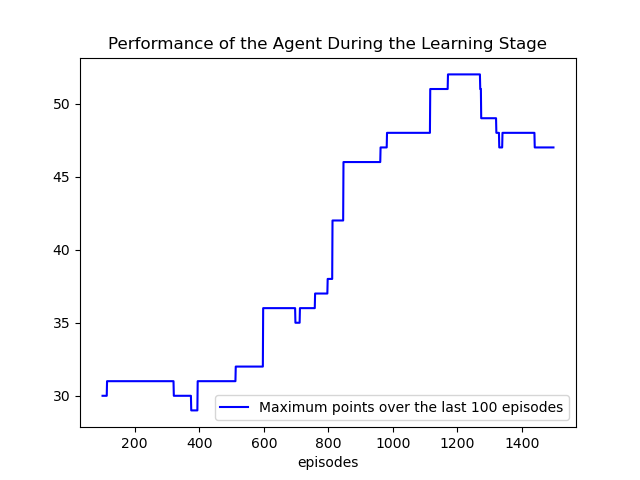 Performance of the Agent During the Learning Stage
50
45
40
35
30
Maximum points over the last 100 episodes
200 400 600 800 1000 1200 1400
episodes